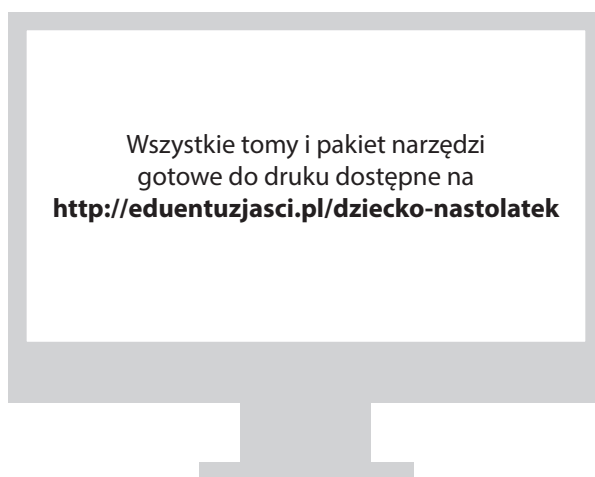 Wszystkie tomy i pakiet narzędzi
gotowe do druku dostępne na
http://eduentuzjasci.pl/dziecko-nastolatek